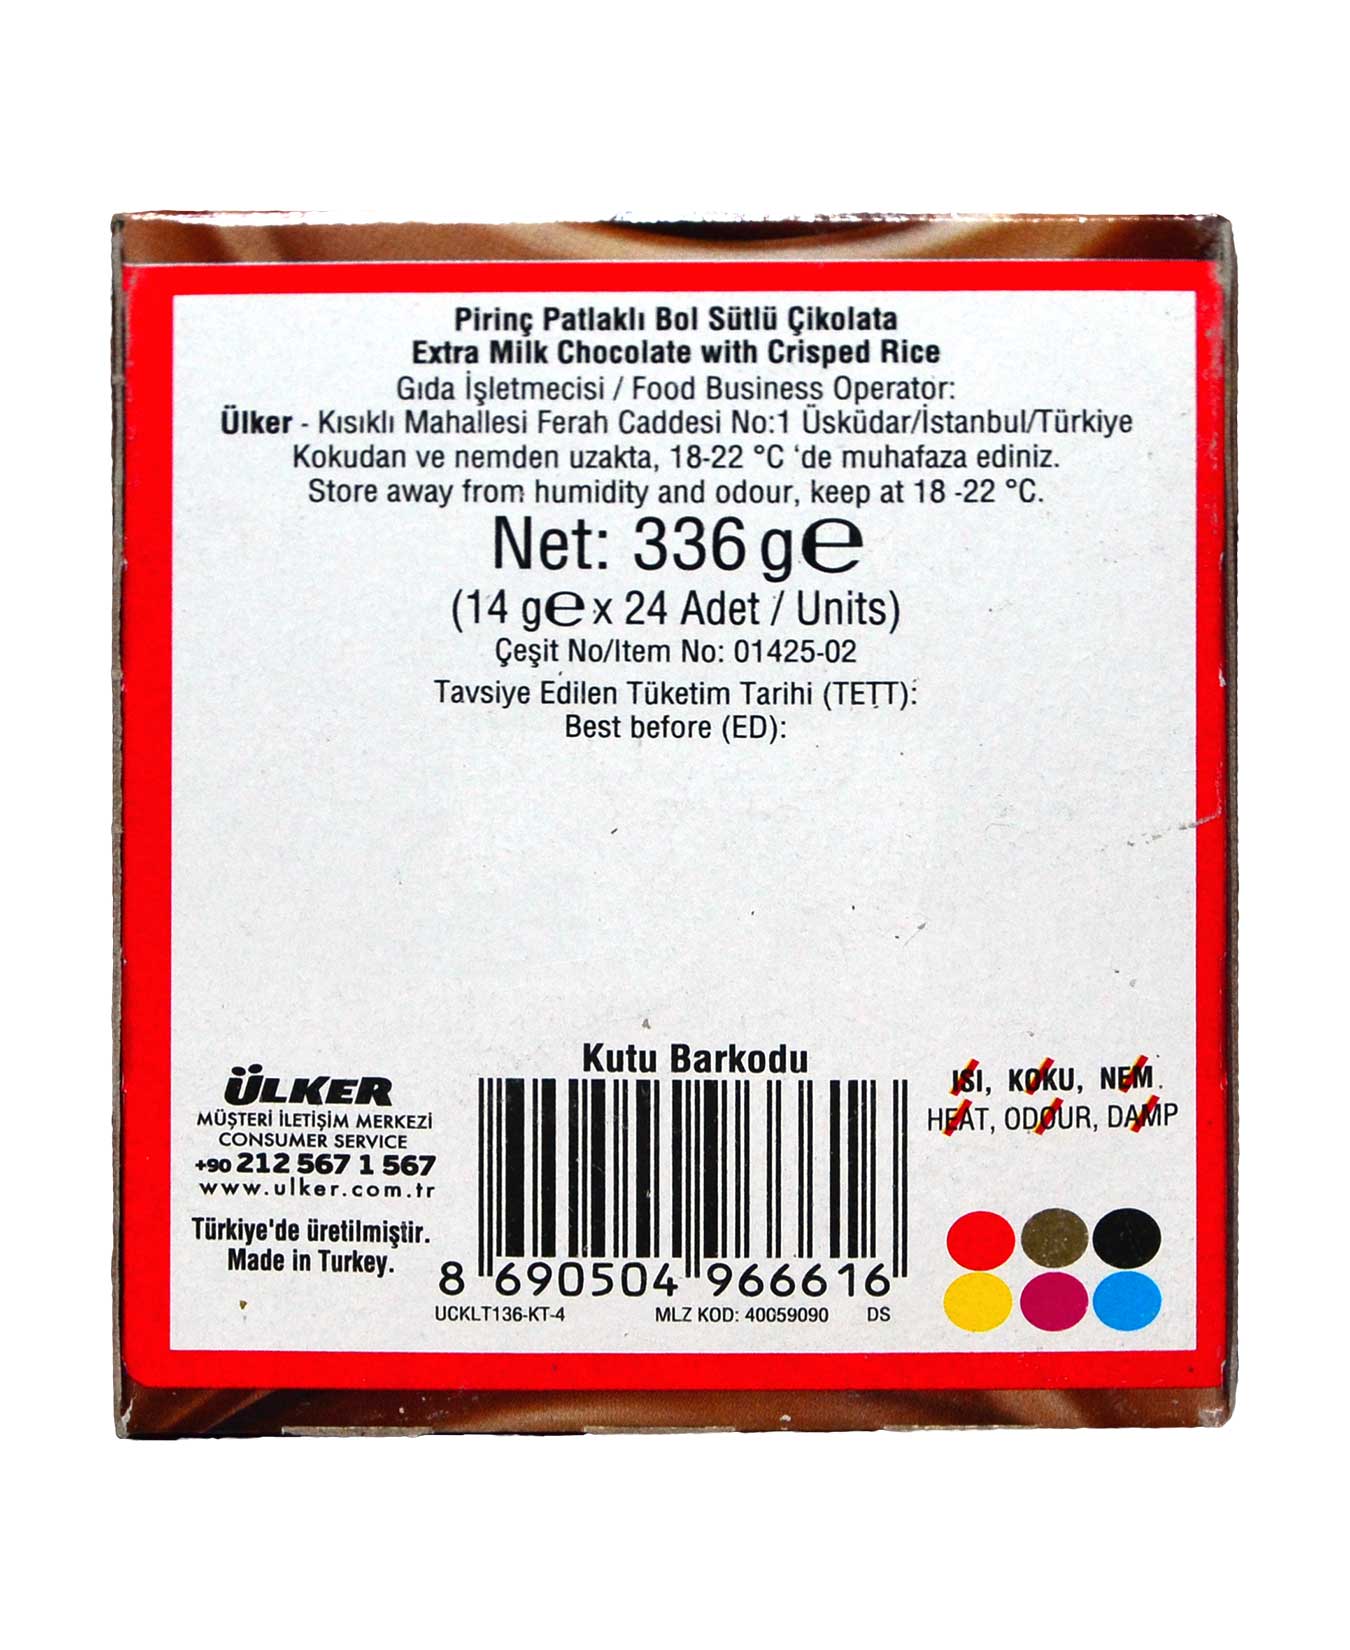 Pirinç Patlaklı Bol Sütlü Çikolata
Extra Milk Chocolate with Crisped Rice
Gıda İşletmecisi / Food Business Operator:
Ülker - Kısıklı Mahallesi Ferah Caddesi No:1 Üsküdar/İstanbul/Türkiye
Kokudan ve nemden uzakta, 18-22 °C 'de muhafaza ediniz.
Store away from humidity and odour, keep at 18 -22 °C.
Net: 336 g℮
(14 g℮ x 24 Adet / Units)
Çeşit No/Item No: 01425-02
Tavsiye Edilen Tüketim Tarihi (TETT):
Best before (ED):
ÜLKER
MÜŞTERİ İLETİŞİM MERKEZİ
CONSUMER SERVICE
+90 212 567 1 567
www.ulker.com.tr
Türkiye'de üretilmiştir.
Made in Turkey.
Kutu Barkodu
8 690504 966616
UCKLT136-KT-4 MLZ KOD: 40059090 DS
ISI, KOKU, NEM.
HEAT, ODOUR, DAMP